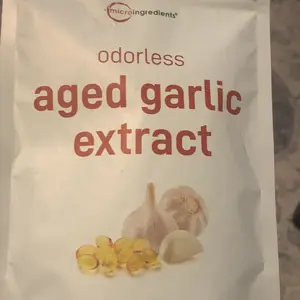 microingredients®
odorless
aged garlic
extract